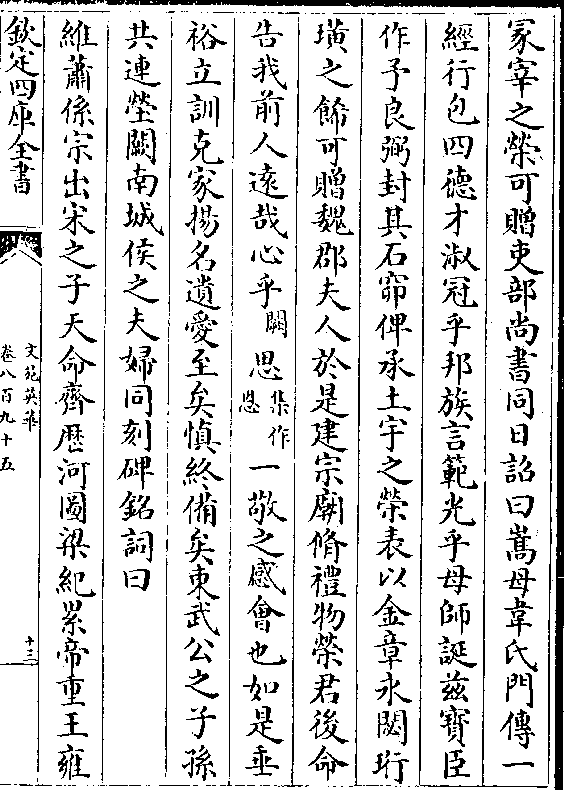 冡宰之榮可贈吏部尚書同日詔曰嵩母韋氏門傳一
經行包四德才淑冠乎邦族言範光乎母師誕兹寶臣
作予良弼封其石窌俾承土宇之榮表以金章永閟珩
璜之飾可贈魏郡夫人於是建宗廟脩禮物榮君後命
告我前人遠哉心乎闕思集作恩一敬之感會也如是垂
裕立訓克家揚名遺愛至矣慎終備矣東武公之子孫
共連塋闕南城侯之夫婦同刻碑銘詞曰
維蕭係宗出宋之子天命齊歴河圖梁紀累帝重王雍
欽定四庫全書
文苑英華
卷八百九十五
十三